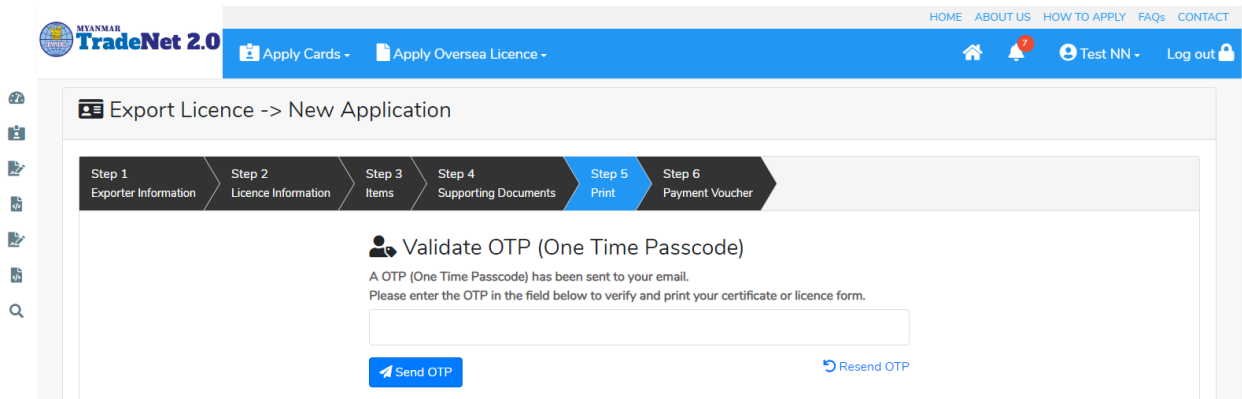 HOME ABOUT US HOW TO APPLY FAQs CONTACT
MYANMAR
TradeNet 2.0
Apply Cards
Apply Oversea Licence
7
Test NN
Log out
Export Licence -> New Application
Step 1
Exporter Information
Step 2
Licence Information
Step 3
Items
Step 4
Supporting Documents
Step 5
Print
Step 6
Payment Voucher
Validate OTP (One Time Passcode)
A OTP (One Time Passcode) has been sent to your email.
Please enter the OTP in the field below to verify and print your certificate or licence form.
Send OTP
Resend OTP